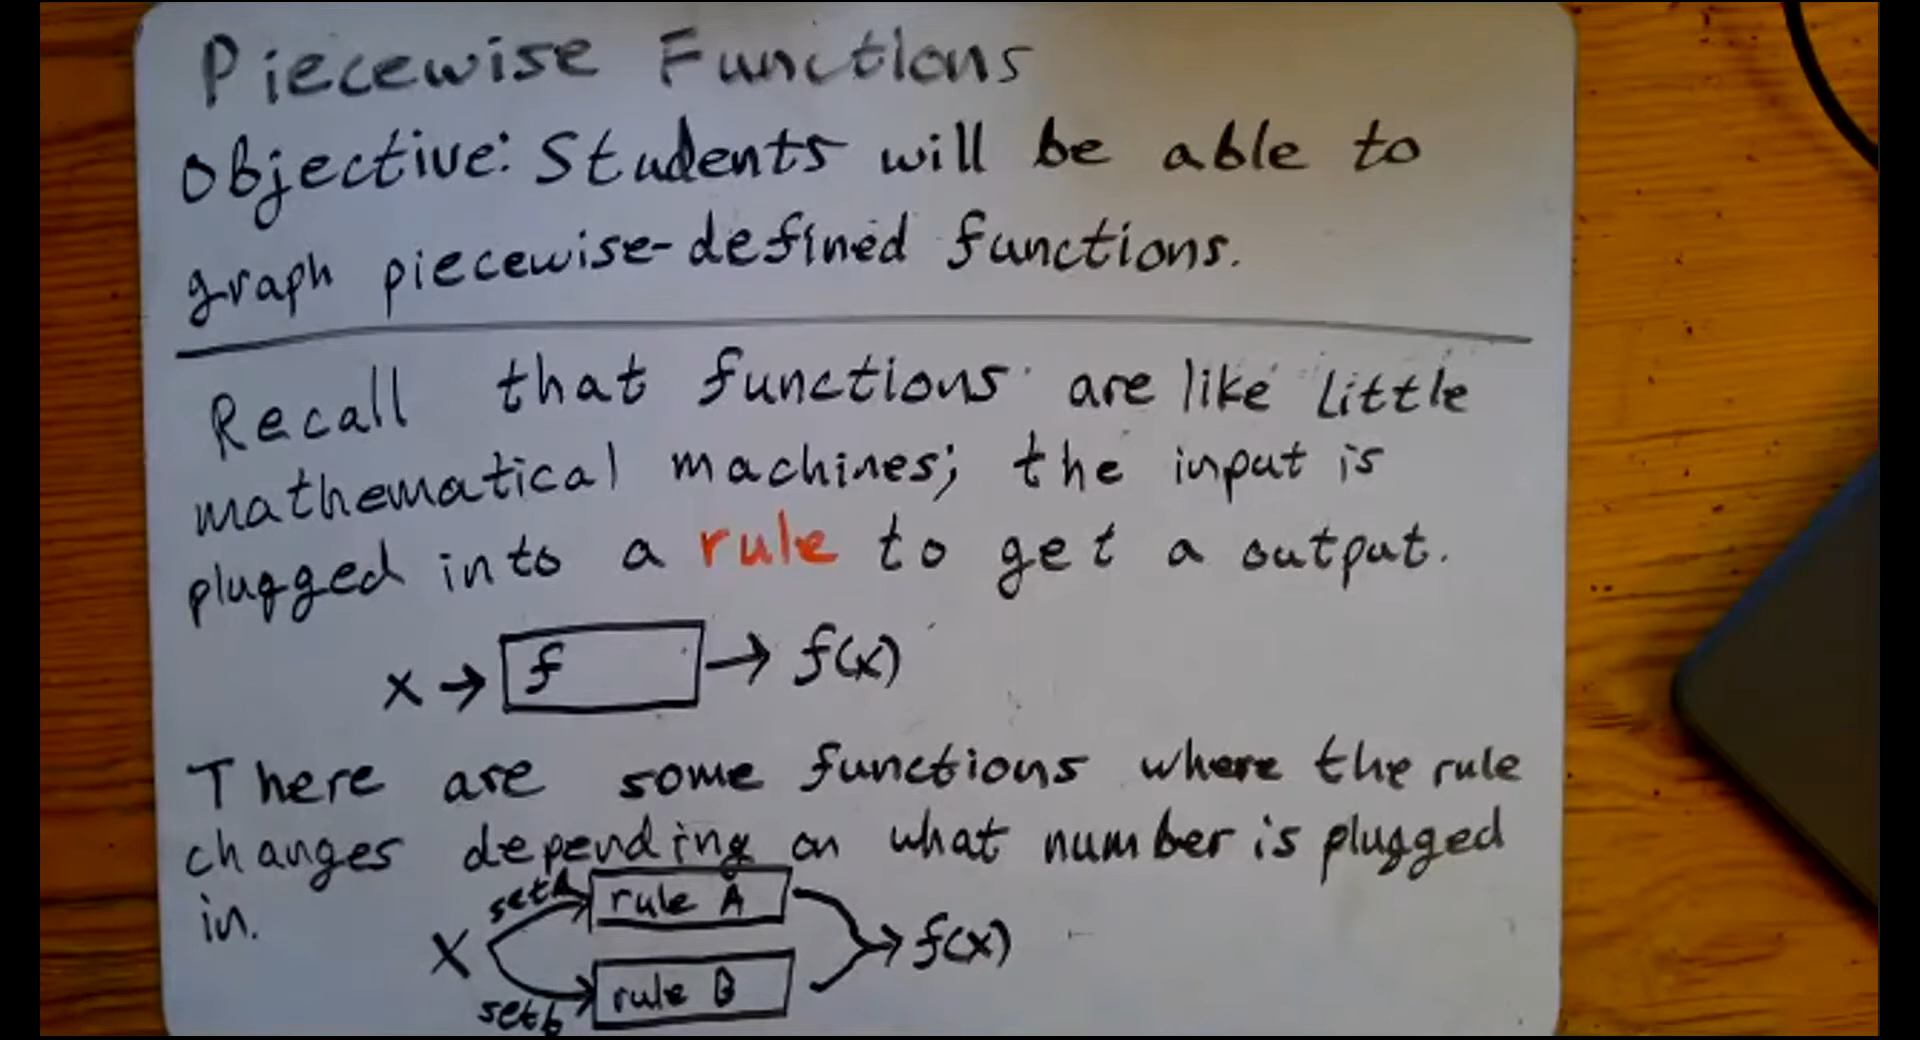 Piecewise Functions
Objective: Students will be able to
graph piecewise-defined functions.
Recall that functions are like little
mathematical machines; the input is
plugged into a rule to get a output.
x → f → f(x)
There are some functions where the rule
changes depending on what number is plugged
in.
set A rule A
x → f(x)
set b rule B